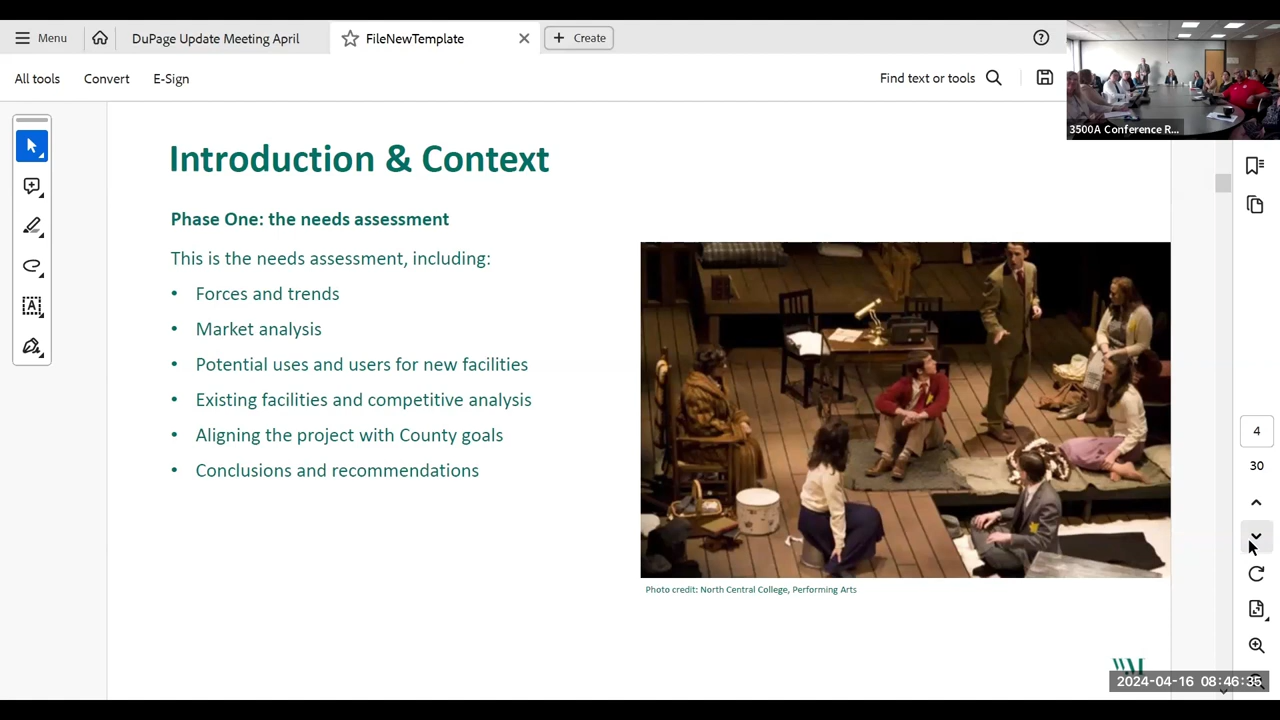 Menu
DuPage Update Meeting April
FileNewTemplate
Create
All tools
Convert
E-Sign
Find text or tools
3500A Conference R...
Introduction & Context
Phase One: the needs assessment
This is the needs assessment, including:
• Forces and trends
• Market analysis
• Potential uses and users for new facilities
• Existing facilities and competitive analysis
• Aligning the project with County goals
• Conclusions and recommendations
Photo credit: North Central College, Performing Arts
4
30
WM
2024-04-16 08:46:35